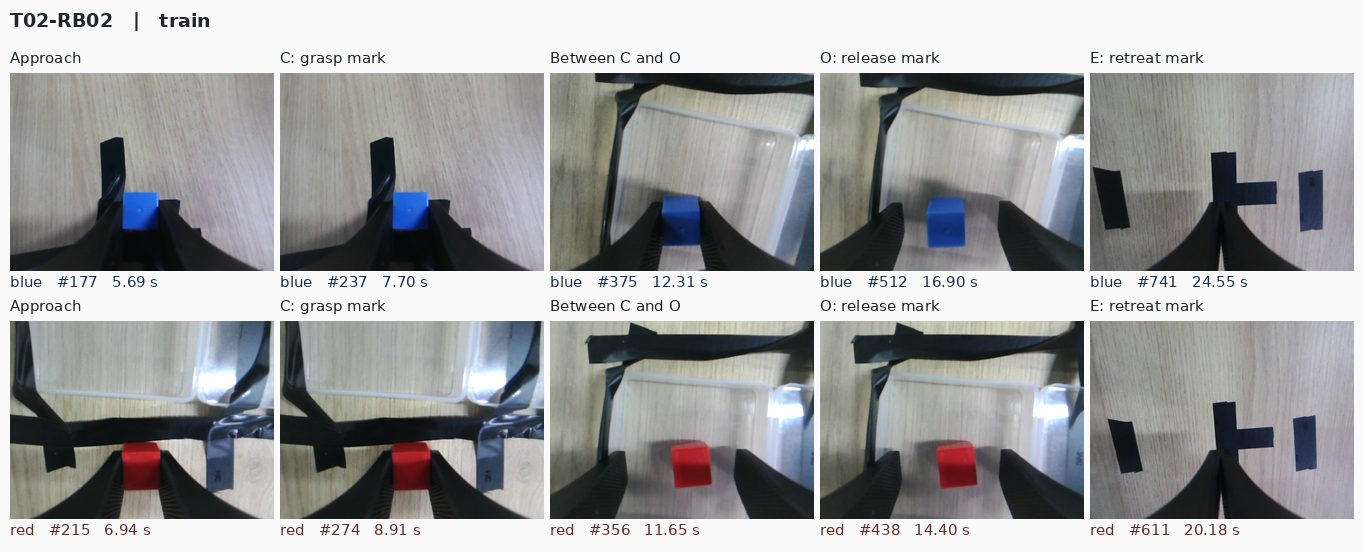 T02-RB02 | train
Approach
C: grasp mark
Between C and O
O: release mark
E: retreat mark
blue #177 5.69 s
blue #237 7.70 s
blue #375 12.31 s
blue #512 16.90 s
blue #741 24.55 s
Approach
C: grasp mark
Between C and O
O: release mark
E: retreat mark
red #215 6.94 s
red #274 8.91 s
red #356 11.65 s
red #438 14.40 s
red #611 20.18 s